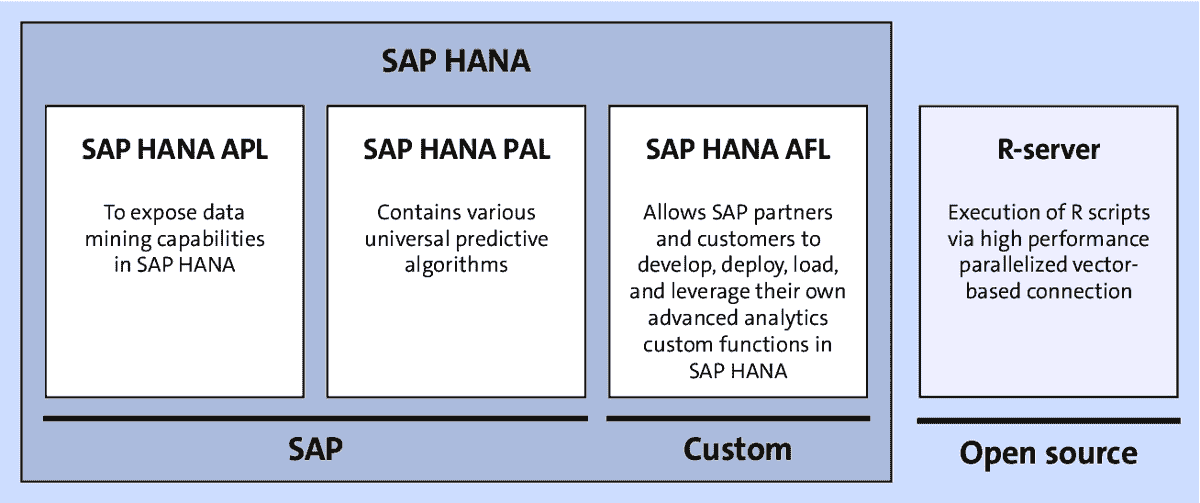 SAP HANA
SAP HANA APL
To expose data
mining capabilities
in SAP HANA
SAP HANA PAL
Contains various
universal predictive
algorithms
SAP HANA AFL
Allows SAP partners
and customers to
develop, deploy, load,
and leverage their own
advanced analytics
custom functions in
SAP HANA
R-server
Execution of R scripts
via high performance
parallelized vector-
based connection
SAP
Custom
Open source